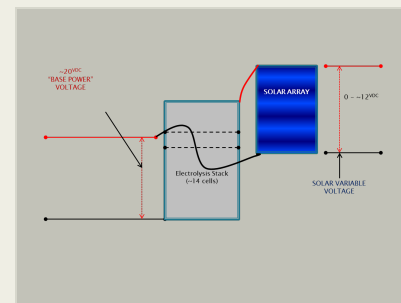 ~20VDC
"BASE POWER"
VOLTAGE
SOLAR ARRAY
0 – ~12VDC
Electrolysis Stack
(~14 cells)
SOLAR VARIABLE
VOLTAGE